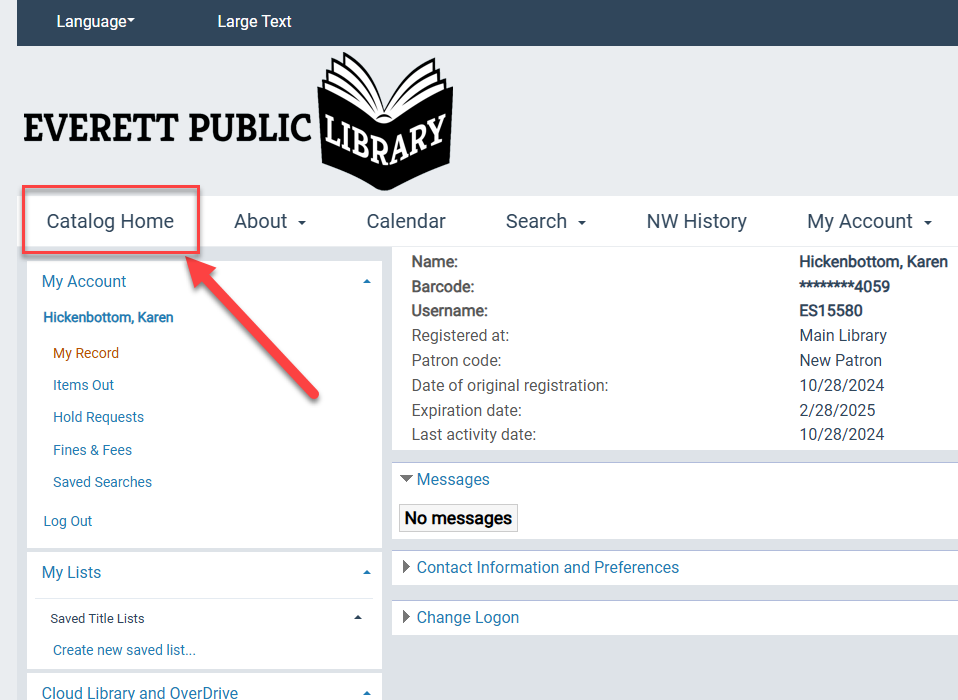 Language
Large Text
EVERETT PUBLIC LIBRARY
Catalog Home
About
Calendar
Search
NW History
My Account
My Account
Hickenbottom, Karen
My Record
Items Out
Hold Requests
Fines & Fees
Saved Searches
Log Out
My Lists
Saved Title Lists
Create new saved list...
Cloud Library and OverDrive
Name: Hickenbottom, Karen
Barcode: ********4059
Username: ES15580
Registered at: Main Library
Patron code: New Patron
Date of original registration: 10/28/2024
Expiration date: 2/28/2025
Last activity date: 10/28/2024
Messages
No messages
Contact Information and Preferences
Change Logon